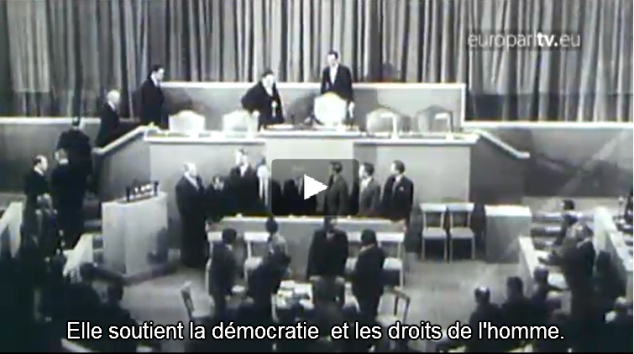 europarltv.eu
Elle soutient la démocratie et les droits de l'homme.